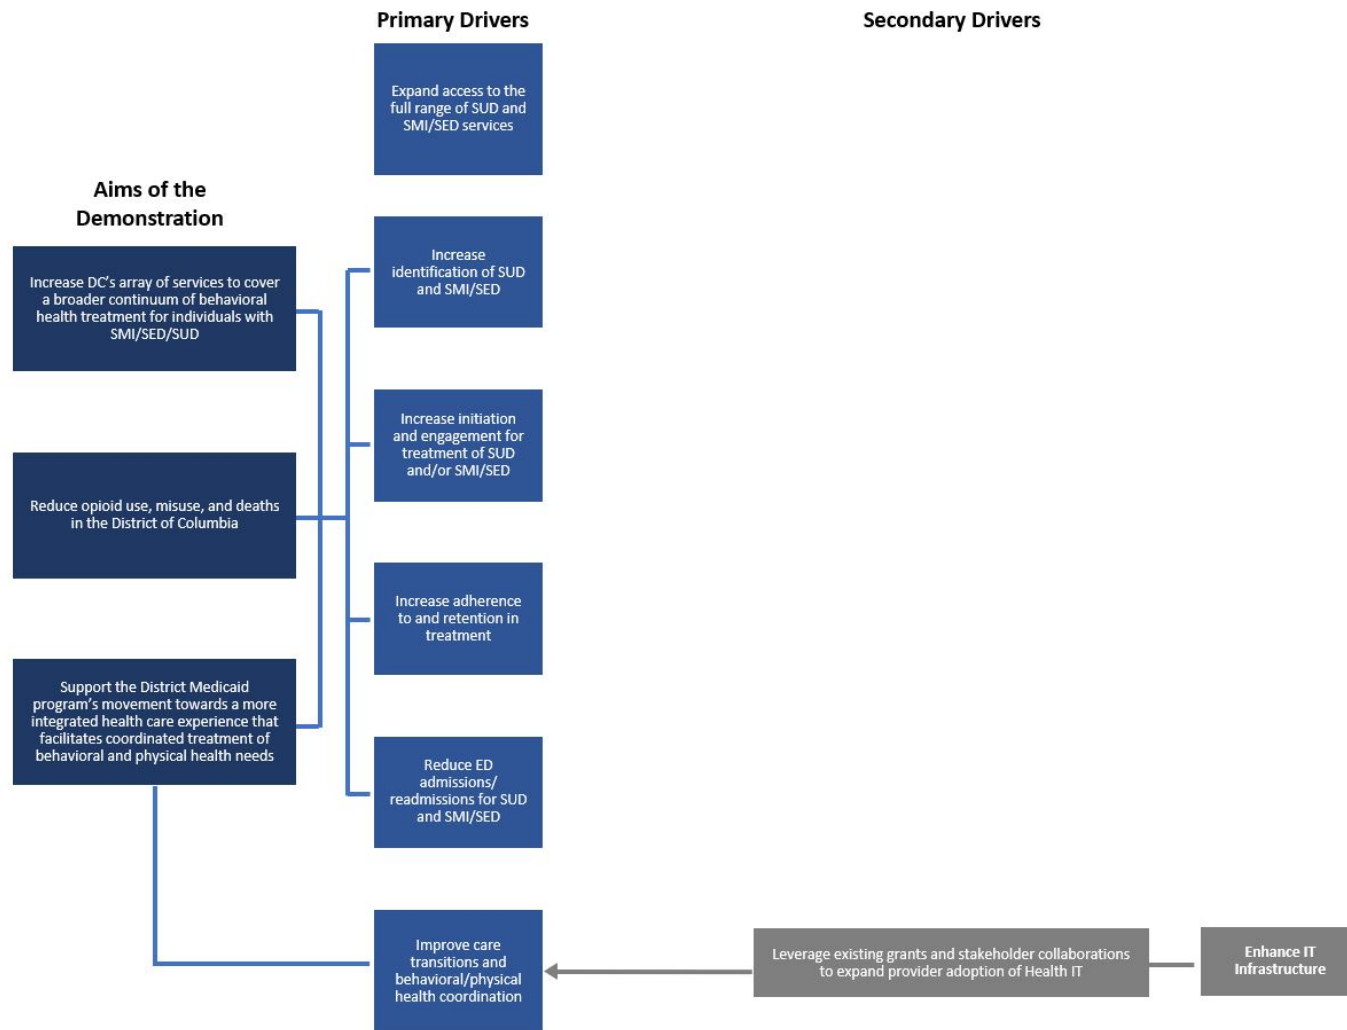 Primary Drivers
Secondary Drivers
Expand access to the
full range of SUD and
SMI/SED services
Aims of the
Demonstration
Increase DC's array of services to cover
a broader continuum of behavioral
health treatment for individuals with
SMI/SED/SUD
Increase
identification of SUD
and SMI/SED
Increase initiation
and engagement for
treatment of SUD
and/or SMI/SED
Reduce opioid use, misuse, and deaths
in the District of Columbia
Increase adherence
to and retention in
treatment
Support the District Medicaid
program's movement towards a more
integrated health care experience that
facilitates coordinated treatment of
behavioral and physical health needs
Reduce ED
admissions/
readmissions for SUD
and SMI/SED
Improve care
transitions and
behavioral/physical
health coordination
Leverage existing grants and stakeholder collaborations
to expand provider adoption of Health IT
Enhance IT
Infrastructure